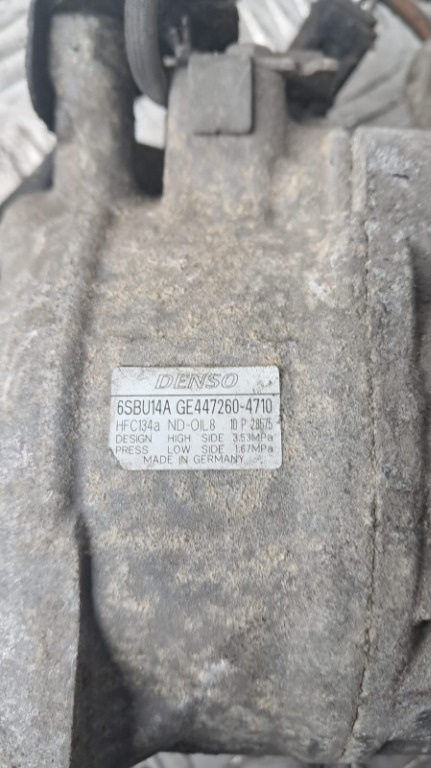 DENSO
6SBU14A GE447260-4710
HFC134a ND-OIL8 10 P 28675
DESIGN HIGH SIDE 3.53MPa
PRESS LOW SIDE 1.67MPa
MADE IN GERMANY